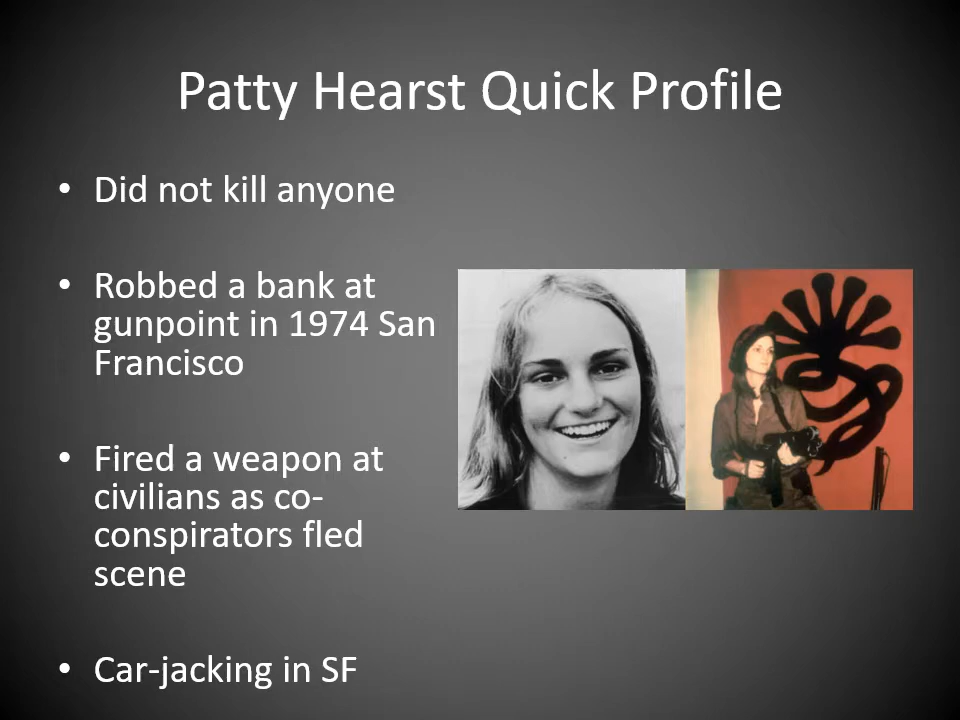 Patty Hearst Quick Profile
• Did not kill anyone
• Robbed a bank at
gunpoint in 1974 San
Francisco
• Fired a weapon at
civilians as co-
conspirators fled
scene
• Car-jacking in SF